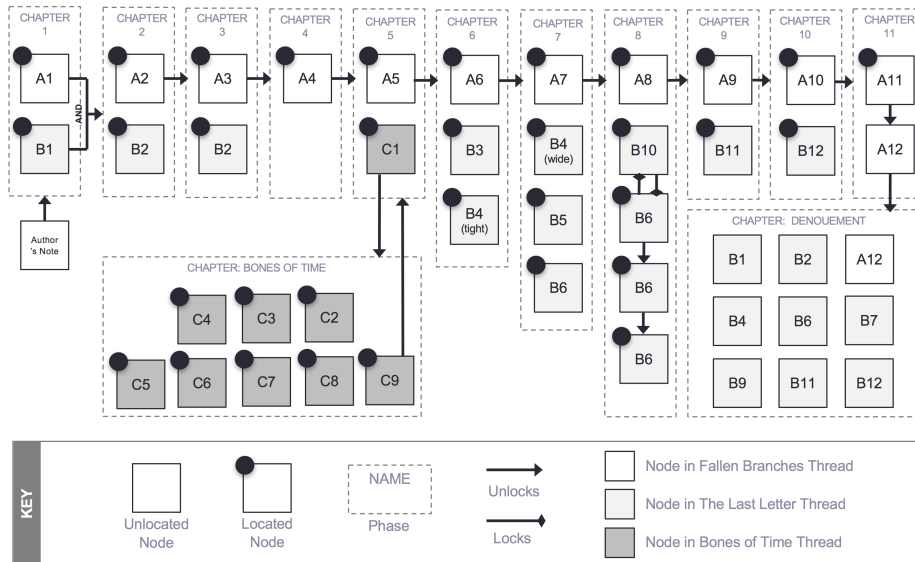 CHAPTER
1
CHAPTER
2
CHAPTER
3
CHAPTER
4
CHAPTER
5
CHAPTER
6
CHAPTER
7
CHAPTER
8
CHAPTER
9
CHAPTER
10
CHAPTER
11
A1
A2
A3
A4
A5
A6
A7
A8
A9
A10
A11
AND
B1
B2
B2
C1
B3
B4
(wide)
B10
B11
B12
A12
B4
(tight)
B5
B6
Author
's Note
CHAPTER: BONES OF TIME
C4
C3
C2
C5
C6
C7
C8
C9
B6
B6
B6
CHAPTER: DENOUEMENT
B1
B2
A12
B4
B6
B7
B9
B11
B12
KEY
Unlocated
Node
Located
Node
NAME
Phase
Unlocks
Locks
Node in Fallen Branches Thread
Node in The Last Letter Thread
Node in Bones of Time Thread